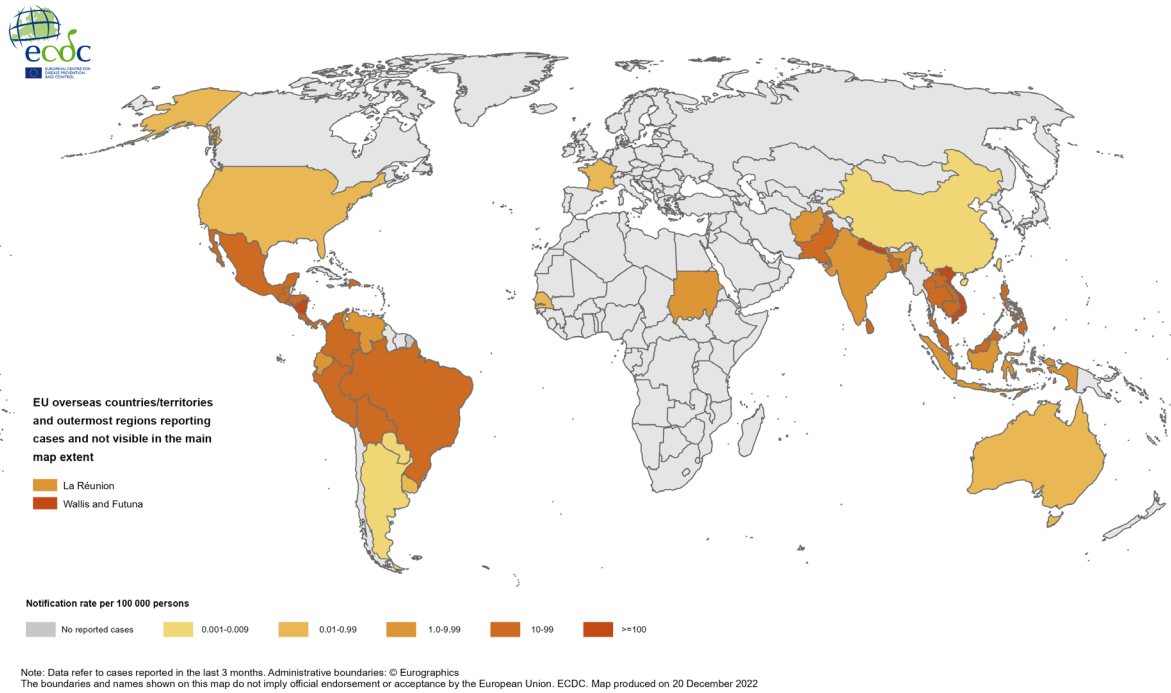 ecdc
EUROPEAN CENTRE FOR
DISEASE PREVENTION
AND CONTROL
EU overseas countries/territories
and outermost regions reporting
cases and not visible in the main
map extent
La Réunion
Wallis and Futuna
Notification rate per 100 000 persons
No reported cases
0.001-0.009
0.01-0.99
1.0-9.99
10-99
>=100
Note: Data refer to cases reported in the last 3 months. Administrative boundaries: © Eurographics
The boundaries and names shown on this map do not imply official endorsement or acceptance by the European Union. ECDC. Map produced on 20 December 2022